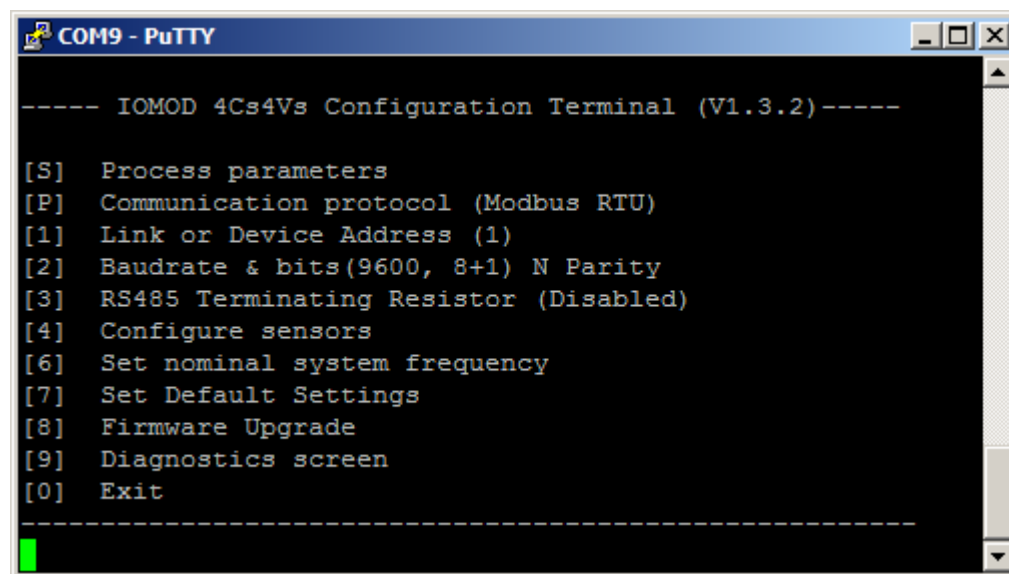 COM9 - PuTTY
----- IOMOD 4Cs4Vs Configuration Terminal (V1.3.2)-----
[S]  Process parameters
[P]  Communication protocol (Modbus RTU)
[1]  Link or Device Address (1)
[2]  Baudrate & bits(9600, 8+1) N Parity
[3]  RS485 Terminating Resistor (Disabled)
[4]  Configure sensors
[6]  Set nominal system frequency
[7]  Set Default Settings
[8]  Firmware Upgrade
[9]  Diagnostics screen
[0]  Exit
-------------------------------------------------------